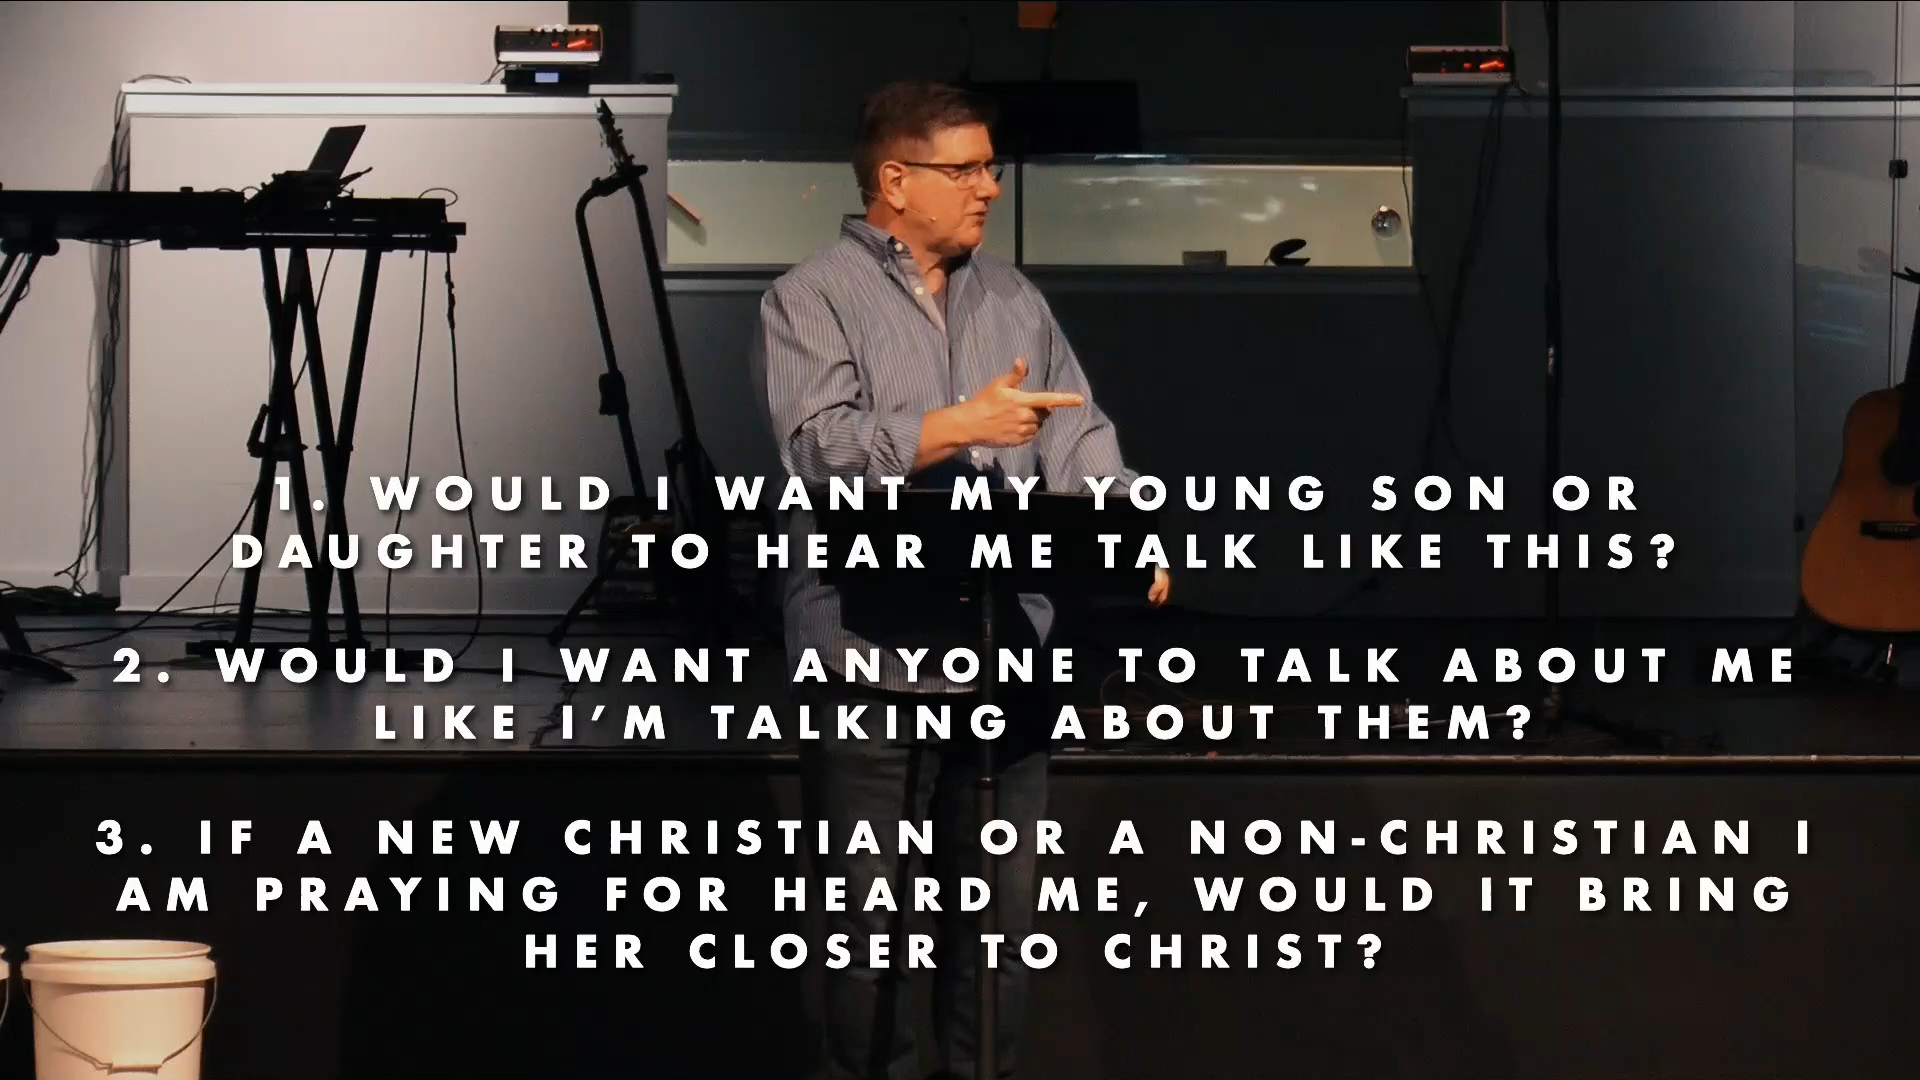 1. WOULD I WANT MY YOUNG SON OR
DAUGHTER TO HEAR ME TALK LIKE THIS?
2. WOULD I WANT ANYONE TO TALK ABOUT ME
LIKE I'M TALKING ABOUT THEM?
3. IF A NEW CHRISTIAN OR A NON-CHRISTIAN I
AM PRAYING FOR HEARD ME, WOULD IT BRING
HER CLOSER TO CHRIST?